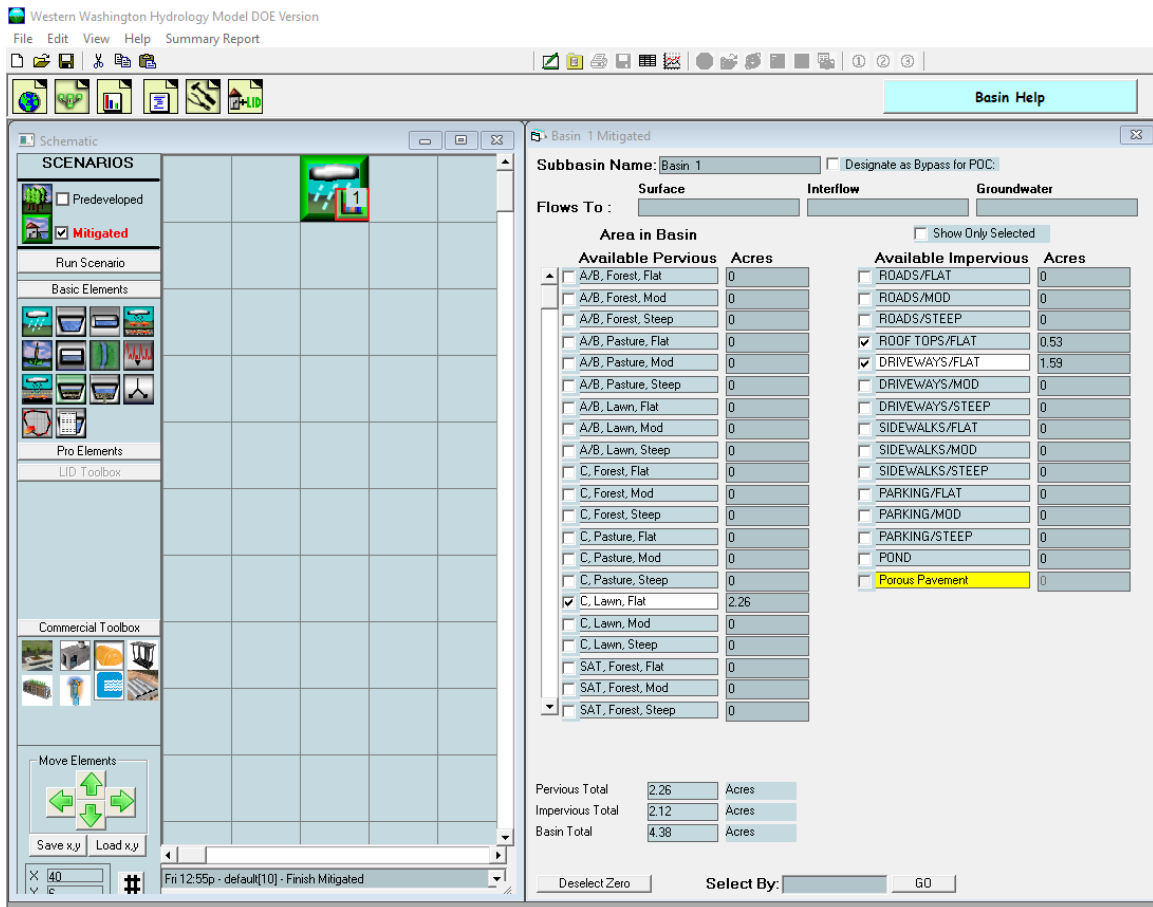 Western Washington Hydrology Model DOE Version
File Edit View Help Summary Report
① ② ③
+LID
Basin Help
Schematic
SCENARIOS
Predeveloped
Mitigated
Run Scenario
Basic Elements
Pro Elements
LID Toolbox
Commercial Toolbox
Move Elements
Save x,y Load x,y
X 40
Y 6
#
1
Fri 12:55p - default[10] - Finish Mitigated
Basin 1 Mitigated
Subbasin Name: Basin 1 Designate as Bypass for POC:
Surface Interflow Groundwater
Flows To :
Area in Basin Show Only Selected
Available Pervious Acres Available Impervious Acres
A/B, Forest, Flat 0 ROADS/FLAT 0
A/B, Forest, Mod 0 ROADS/MOD 0
A/B, Forest, Steep 0 ROADS/STEEP 0
A/B, Pasture, Flat 0 ROOF TOPS/FLAT 0.53
A/B, Pasture, Mod 0 DRIVEWAYS/FLAT 1.59
A/B, Pasture, Steep 0 DRIVEWAYS/MOD 0
A/B, Lawn, Flat 0 DRIVEWAYS/STEEP 0
A/B, Lawn, Mod 0 SIDEWALKS/FLAT 0
A/B, Lawn, Steep 0 SIDEWALKS/MOD 0
C, Forest, Flat 0 SIDEWALKS/STEEP 0
C, Forest, Mod 0 PARKING/FLAT 0
C, Forest, Steep 0 PARKING/MOD 0
C, Pasture, Flat 0 PARKING/STEEP 0
C, Pasture, Mod 0 POND 0
C, Pasture, Steep 0 Porous Pavement 0
C, Lawn, Flat 2.26
C, Lawn, Mod 0
C, Lawn, Steep 0
SAT, Forest, Flat 0
SAT, Forest, Mod 0
SAT, Forest, Steep 0
Pervious Total 2.26 Acres
Impervious Total 2.12 Acres
Basin Total 4.38 Acres
Deselect Zero Select By: GO